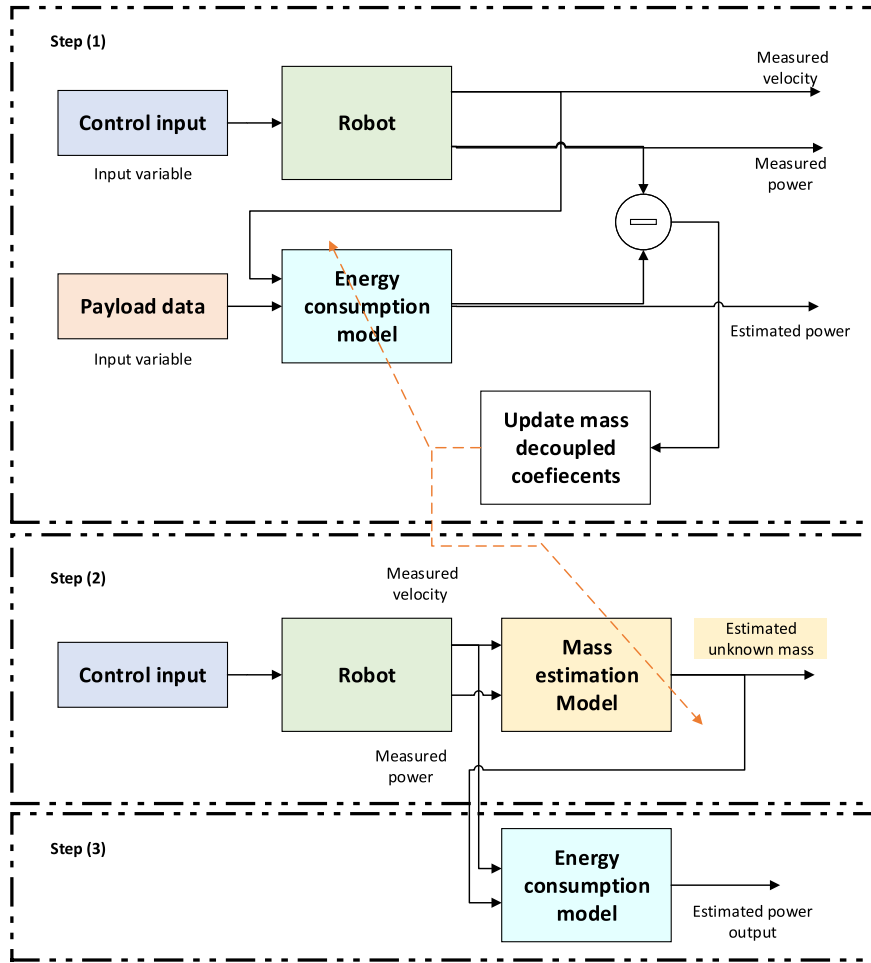 Step (1)
Measured
velocity
Control input
Robot
Input variable
Measured
power
Energy
consumption
model
Payload data
Input variable
Estimated power
Update mass
decoupled
coefiecents
Step (2)
Measured
velocity
Control input
Robot
Mass
estimation
Model
Estimated
unknown mass
Measured
power
Step (3)
Energy
consumption
model
Estimated power
output